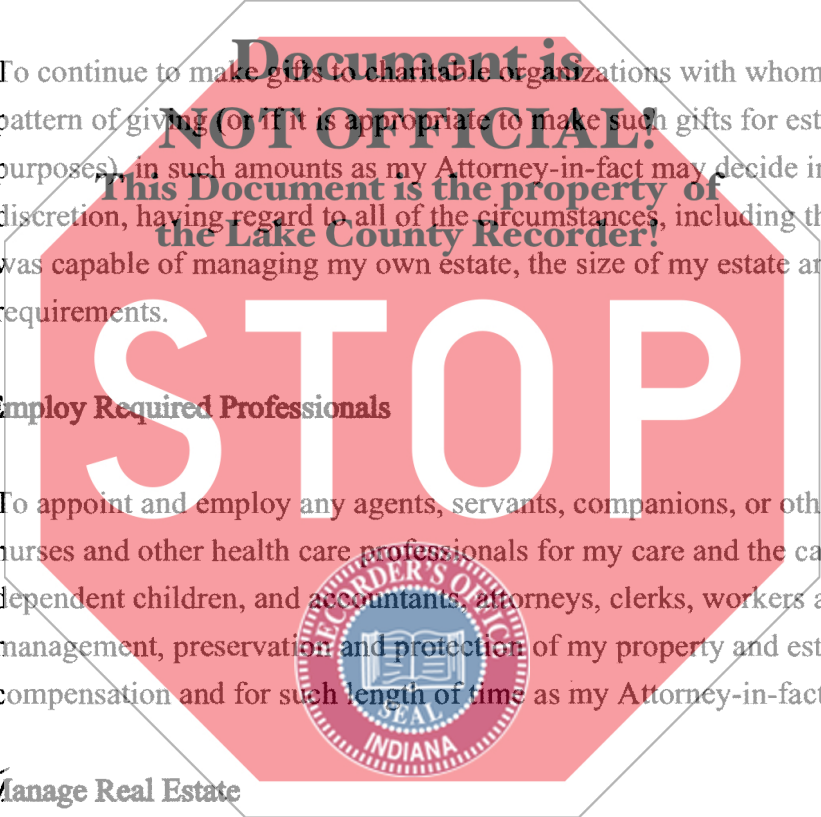 Document is
To continue to make gifts to charitable organizations with whom
pattern of giving (or if it is appropriate to make such gifts for est
NOT OFFICIAL!
purposes), in such amounts as my Attorney-in-fact may decide in
This Document is the property of
discretion, having regard to all of the circumstances, including th
the Lake County Recorder!
was capable of managing my own estate, the size of my estate an
requirements.
STOP
Employ Required Professionals
To appoint and employ any agents, servants, companions, or oth
nurses and other health care professionals for my care and the ca
dependent children, and accountants, attorneys, clerks, workers a
management, preservation and protection of my property and est
compensation and for such length of time as my Attorney-in-fact
RECORDER'S OFFICE
SEAL
INDIANA
Manage Real Estate